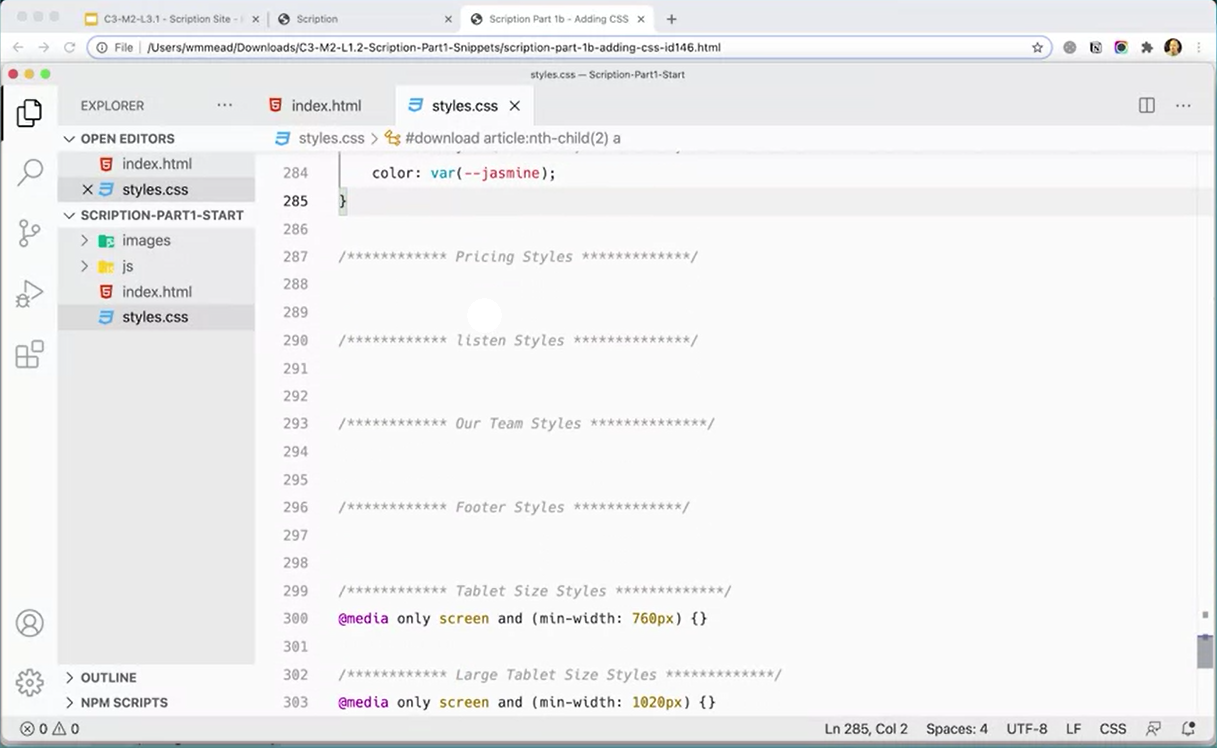 C3-M2-L3.1 - Scription Site -
Scription
Scription Part 1b - Adding CSS
File
/Users/wmmead/Downloads/C3-M2-L1.2-Scription-Part1-Snippets/scription-part-1b-adding-css-id146.html
styles.css — Scription-Part1-Start
EXPLORER
index.html
styles.css
OPEN EDITORS
styles.css > #download article:nth-child(2) a
index.html
styles.css
SCRIPTION-PART1-START
images
js
index.html
styles.css
284 color: var(--jasmine);
285 }
286
287 /************ Pricing Styles *************/
288
289
290 /************ listen Styles **************/
291
292
293 /************ Our Team Styles **************/
294
295
296 /************ Footer Styles *************/
297
298
299 /************ Tablet Size Styles *************/
300 @media only screen and (min-width: 760px) {}
301
302 /************ Large Tablet Size Styles *************/
303 @media only screen and (min-width: 1020px) {}
OUTLINE
NPM SCRIPTS
0 0
Ln 285, Col 2
Spaces: 4
UTF-8
LF
CSS